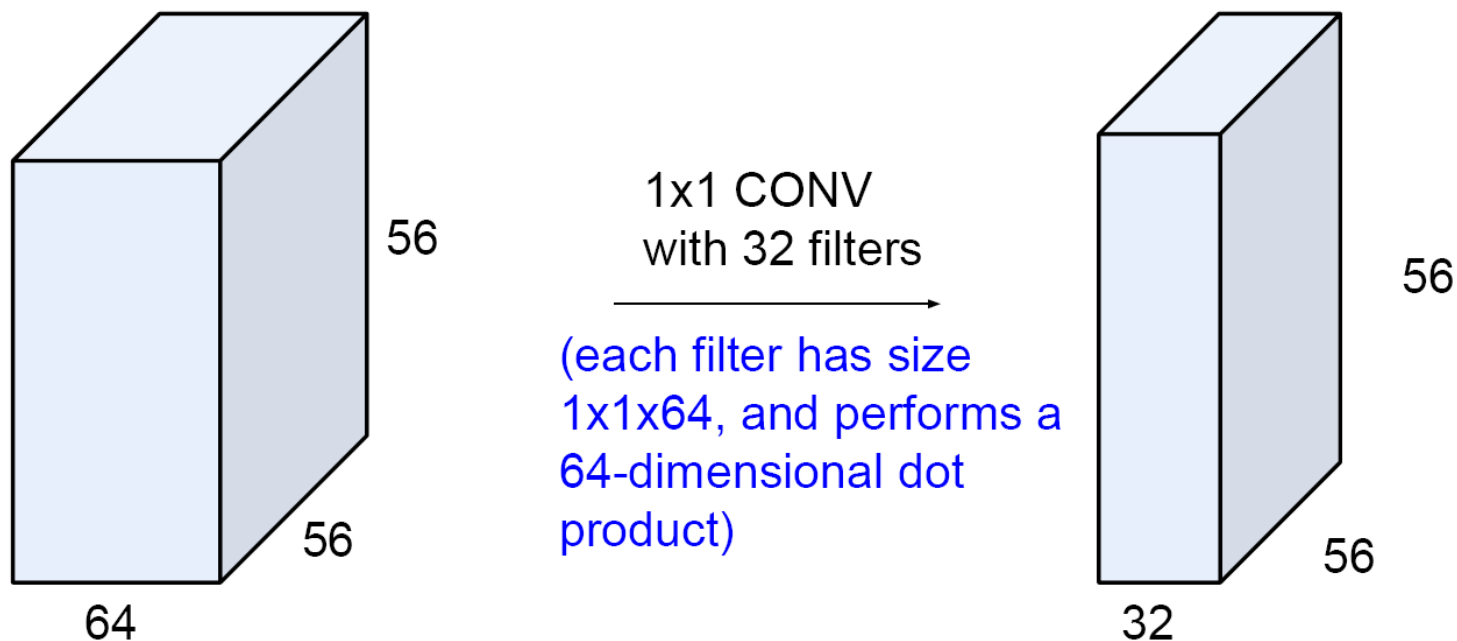 56
56
64
1x1 CONV
with 32 filters
(each filter has size
1x1x64, and performs a
64-dimensional dot
product)
56
56
32